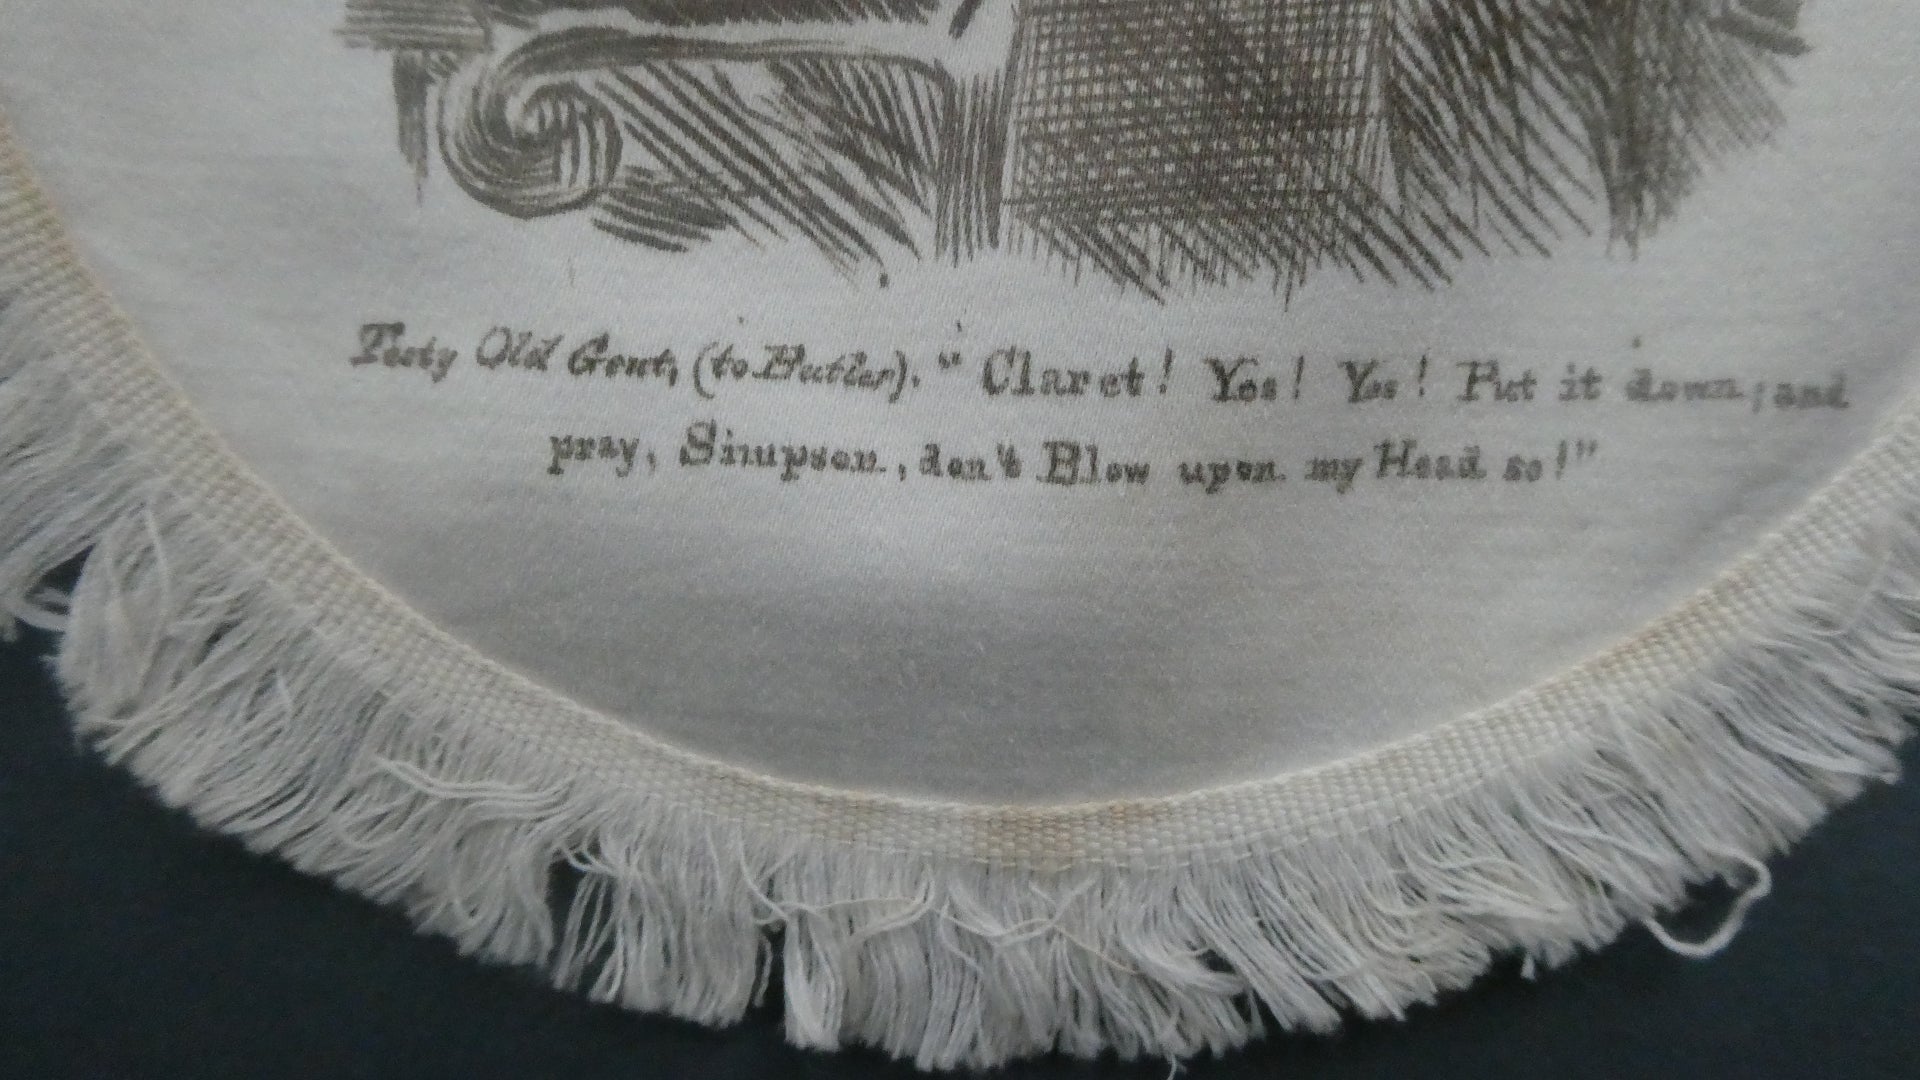 Testy Old Gent, (to Butler). "Claret! Yes! Yes! Put it down; and
pray, Simpson, don't Blow upon my Head so!"